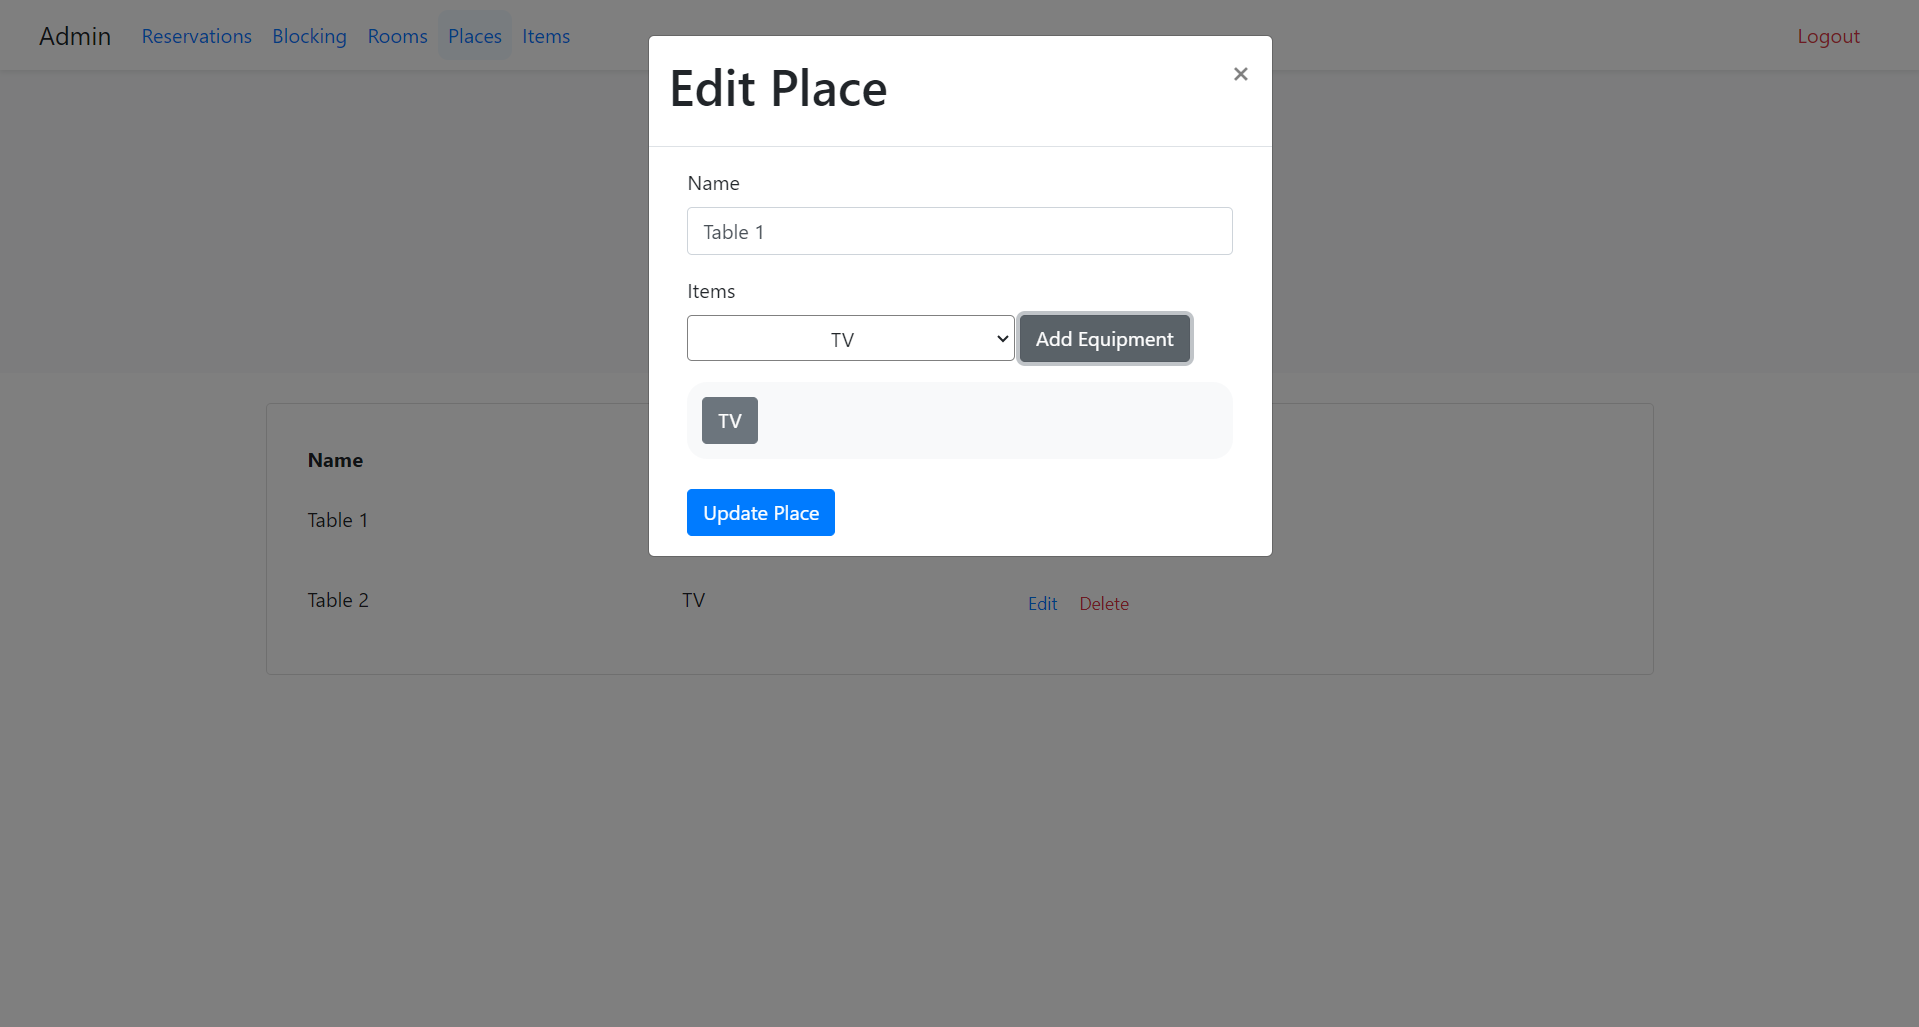 Admin Reservations Blocking Rooms Places Items Logout
Edit Place ×
Name
Table 1
Items
TV Add Equipment
TV
Update Place
Name
Table 1
Table 2 TV Edit Delete